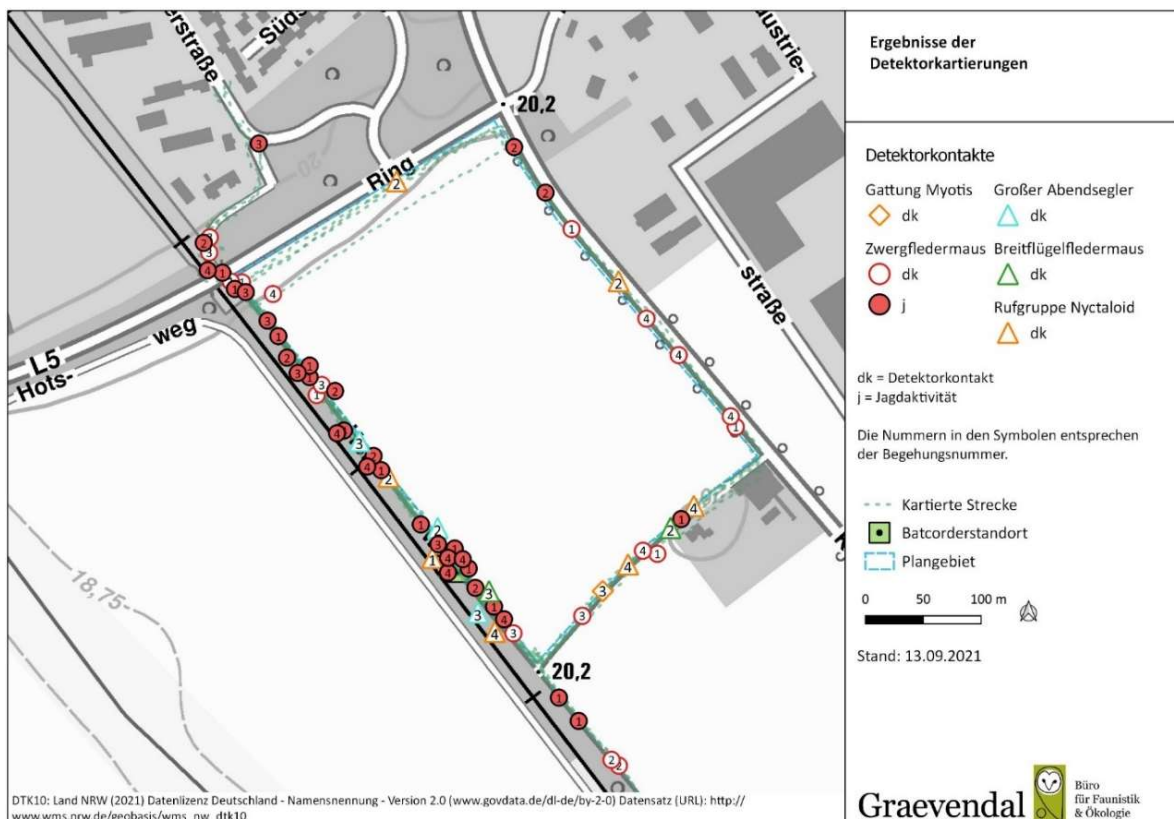 erstraße
Süds
ustrie-
Ergebnisse der
Detektorkartierungen
20,2
Detektorkontakte
Gattung Myotis
Großer Abendsegler
dk
dk
Zwergfledermaus
Breitflügelfledermaus
dk
dk
j
Rufgruppe Nyctaloid
dk
dk = Detektorkontakt
j = Jagdaktivität
Die Nummern in den Symbolen entsprechen
der Begehungsnummer.
Kartierte Strecke
Batcorderstandort
Plangebiet
0 50 100 m
Stand: 13.09.2021
Ring
straße
L5
Hots-
weg
20
20,2
18,75
DTK10: Land NRW (2021) Datenlizenz Deutschland - Namensnennung - Version 2.0 (www.govdata.de/dl-de/by-2-0) Datensatz (URL): http://
www.wms.nrw.de/geobasis/wms_nw_dtk10
Graevendal
Büro
für Faunistik
& Ökologie